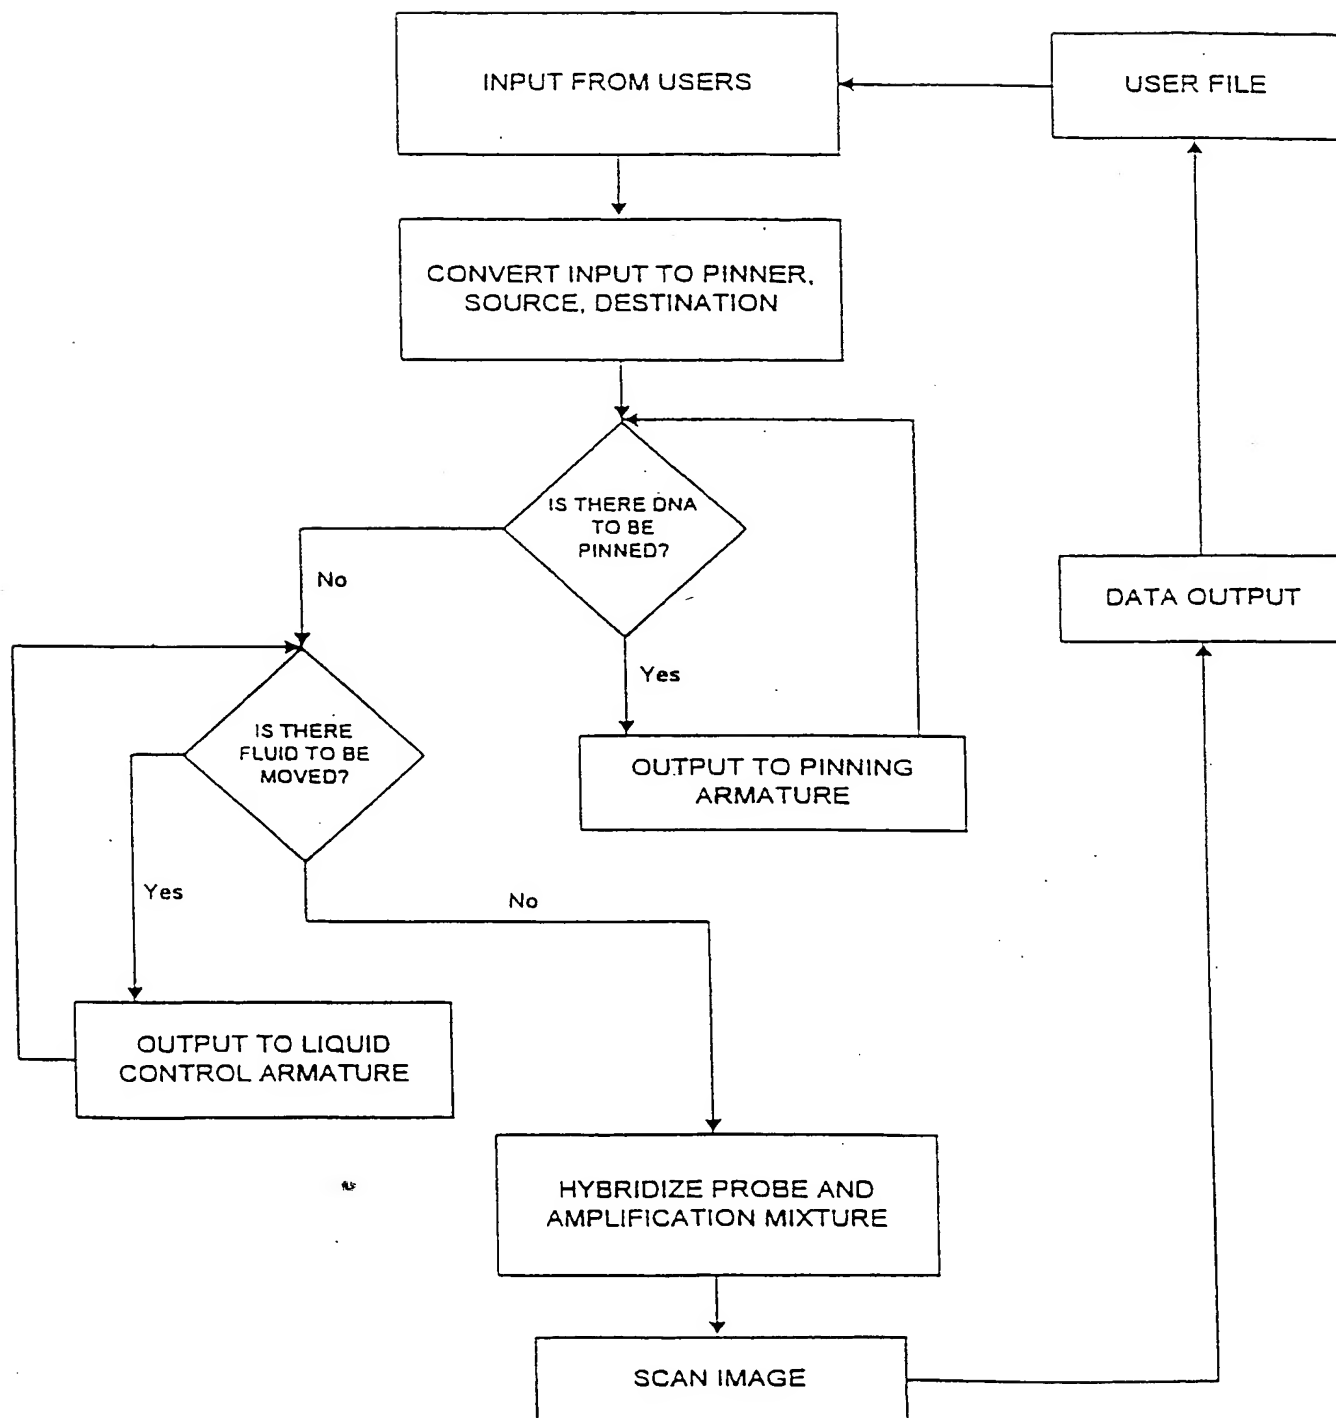 INPUT FROM USERS
USER FILE
CONVERT INPUT TO PINNER,
SOURCE, DESTINATION
IS THERE DNA
TO BE
PINNED?
No
Yes
DATA OUTPUT
IS THERE
FLUID TO BE
MOVED?
OUTPUT TO PINNING
ARMATURE
Yes
No
OUTPUT TO LIQUID
CONTROL ARMATURE
HYBRIDIZE PROBE AND
AMPLIFICATION MIXTURE
SCAN IMAGE